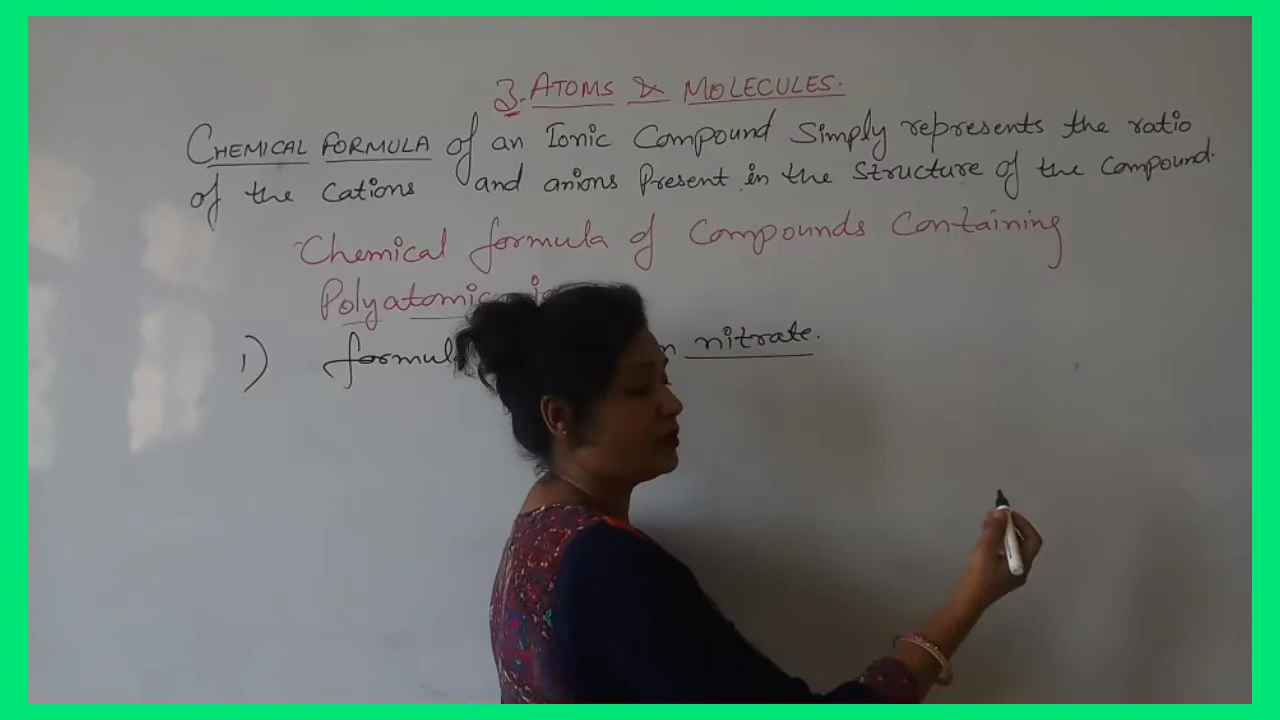 3. ATOMS & MOLECULES.
CHEMICAL FORMULA of an Ionic Compound Simply represents the ratio
of the Cations and anions Present in the Structure of the Compound.
Chemical formula of Compounds Containing
Polyatomic
1) nitrate.